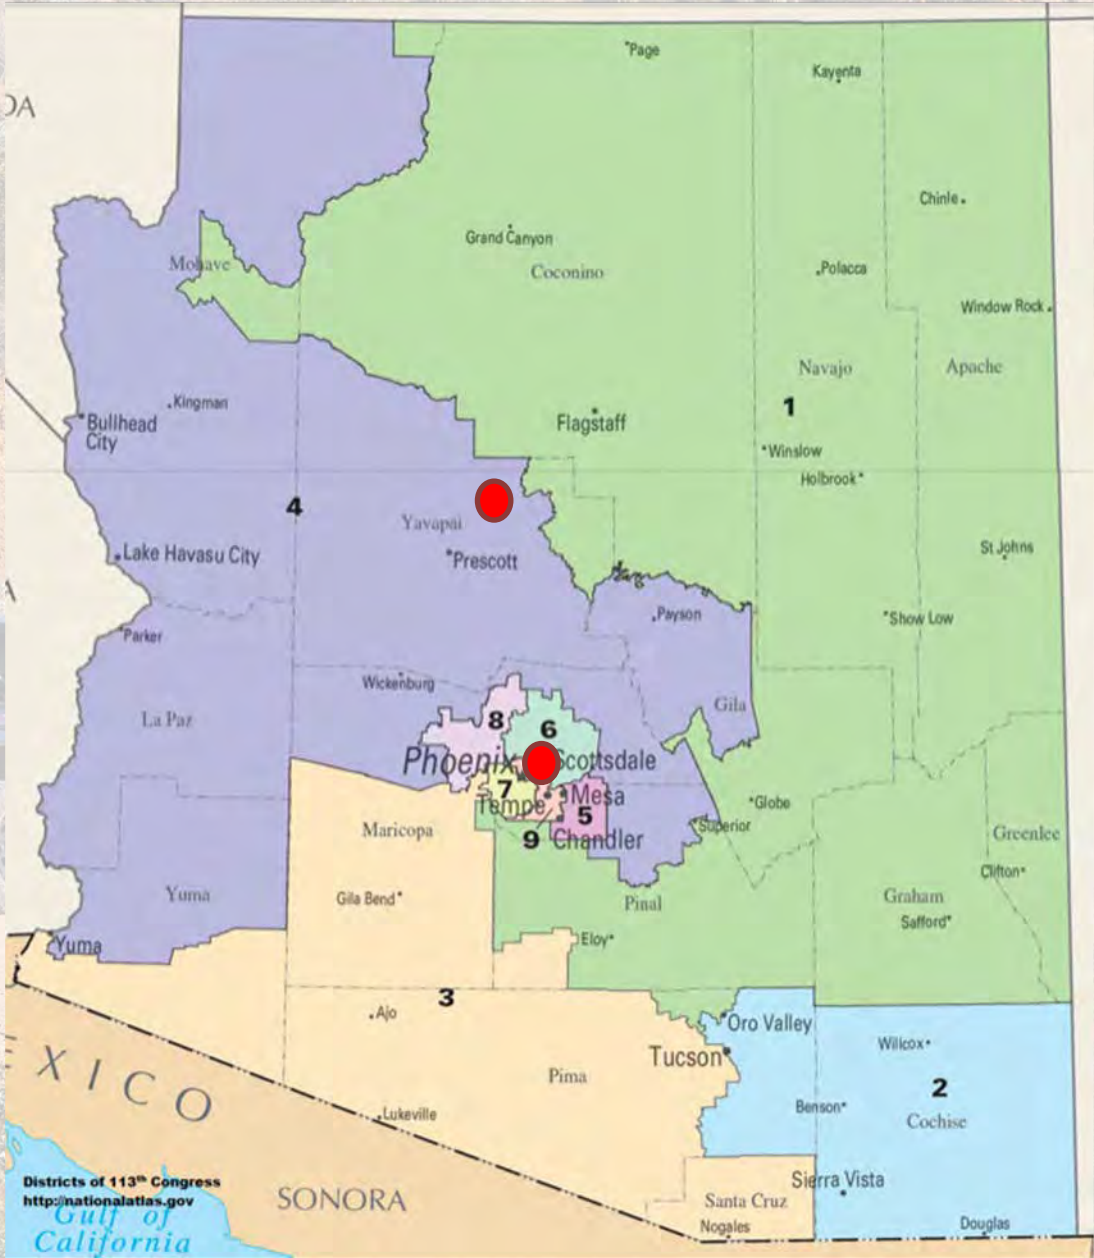 Page
Kayenta
DA
Chinle
Grand Canyon
Coconino
Mohave
Polacca
Window Rock
Navajo
Apache
1
Kingman
Bullhead
City
Flagstaff
Winslow
Holbrook
4
Yavapai
Lake Havasu City
Prescott
St Johns
A
Payson
Show Low
Parker
Wickenburg
La Paz
Gila
8
6
Phoenix
Scottsdale
7
Tempe
Mesa
5
Globe
Maricopa
9
Chandler
Superior
Greenlee
Clifton
Yuma
Gila Bend
Pinal
Graham
Safford
Yuma
Eloy
3
Ajo
Oro Valley
Willcox
Tucson
EXICO
Pima
2
Benson
Cochise
Lukeville
Districts of 113th Congress
http://nationalatlas.gov
Sierra Vista
SONORA
Santa Cruz
Gulf of
California
Nogales
Douglas